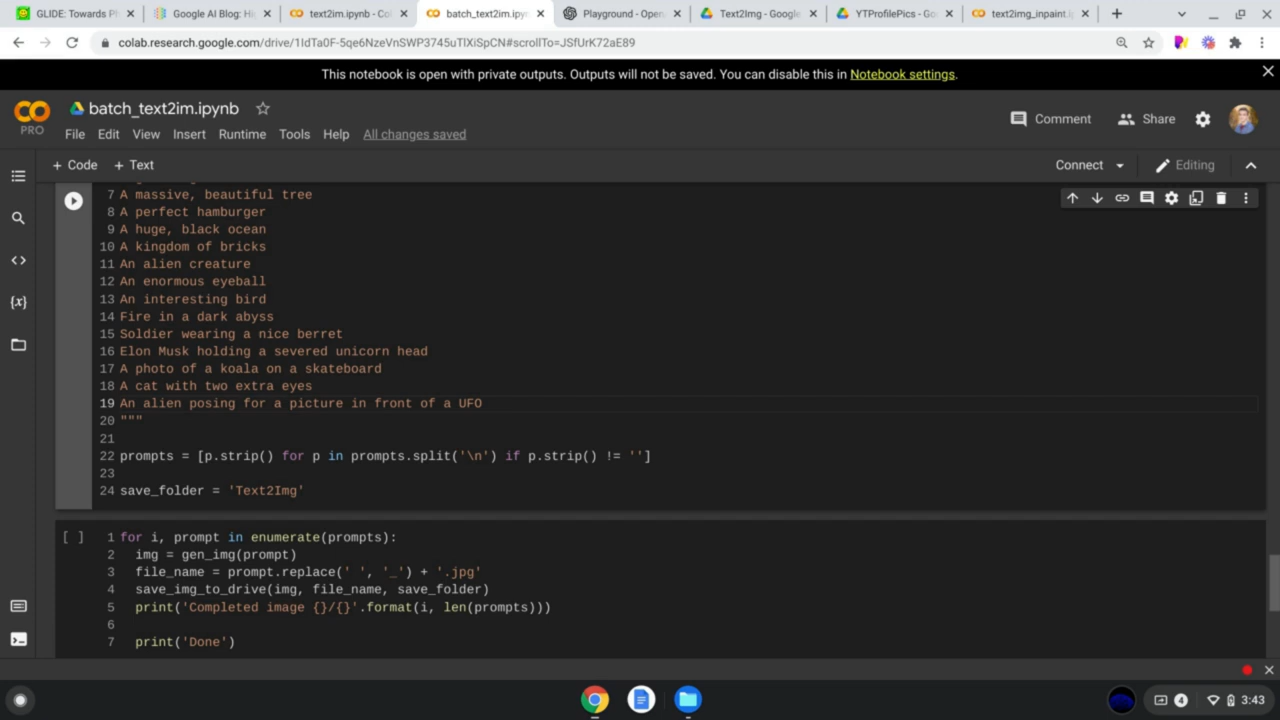 GLIDE: Towards Ph
Google AI Blog: Hi
text2im.ipynb - Col
batch_text2im.ipyn
Playground - Open
Text2Img - Google
YTProfilePics - Go
text2img_inpaint.i
colab.research.google.com/drive/1IdTa0F-5qe6NzeVnSWP3745uTlXiSpCN#scrollTo=JSfUrK72aE89
This notebook is open with private outputs. Outputs will not be saved. You can disable this in Notebook settings.
PRO
batch_text2im.ipynb
Comment
Share
File Edit View Insert Runtime Tools Help All changes saved
+ Code + Text
Connect
Editing
7 A massive, beautiful tree
8 A perfect hamburger
9 A huge, black ocean
10 A kingdom of bricks
11 An alien creature
12 An enormous eyeball
13 An interesting bird
14 Fire in a dark abyss
15 Soldier wearing a nice berret
16 Elon Musk holding a severed unicorn head
17 A photo of a koala on a skateboard
18 A cat with two extra eyes
19 An alien posing for a picture in front of a UFO
20 """
21
22 prompts = [p.strip() for p in prompts.split('\n') if p.strip() != '']
23
24 save_folder = 'Text2Img'
[ ] 1 for i, prompt in enumerate(prompts):
2 img = gen_img(prompt)
3 file_name = prompt.replace(' ', '_') + '.jpg'
4 save_img_to_drive(img, file_name, save_folder)
5 print('Completed image {}/{}'.format(i, len(prompts)))
6
7 print('Done')
4
3:43